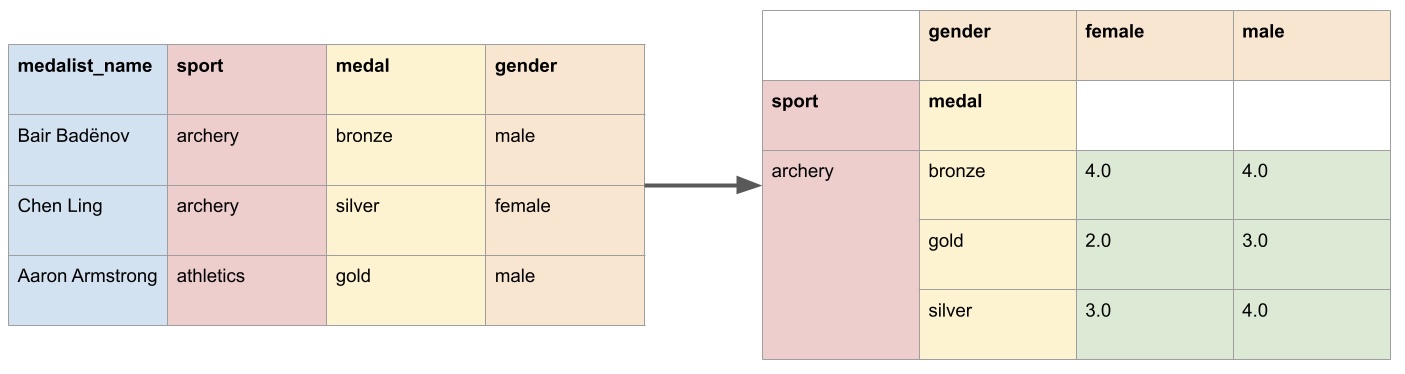 medalist_name sport medal gender
Bair Badënov archery bronze male
Chen Ling archery silver female
Aaron Armstrong athletics gold male
gender female male
sport medal
archery bronze 4.0 4.0
gold 2.0 3.0
silver 3.0 4.0